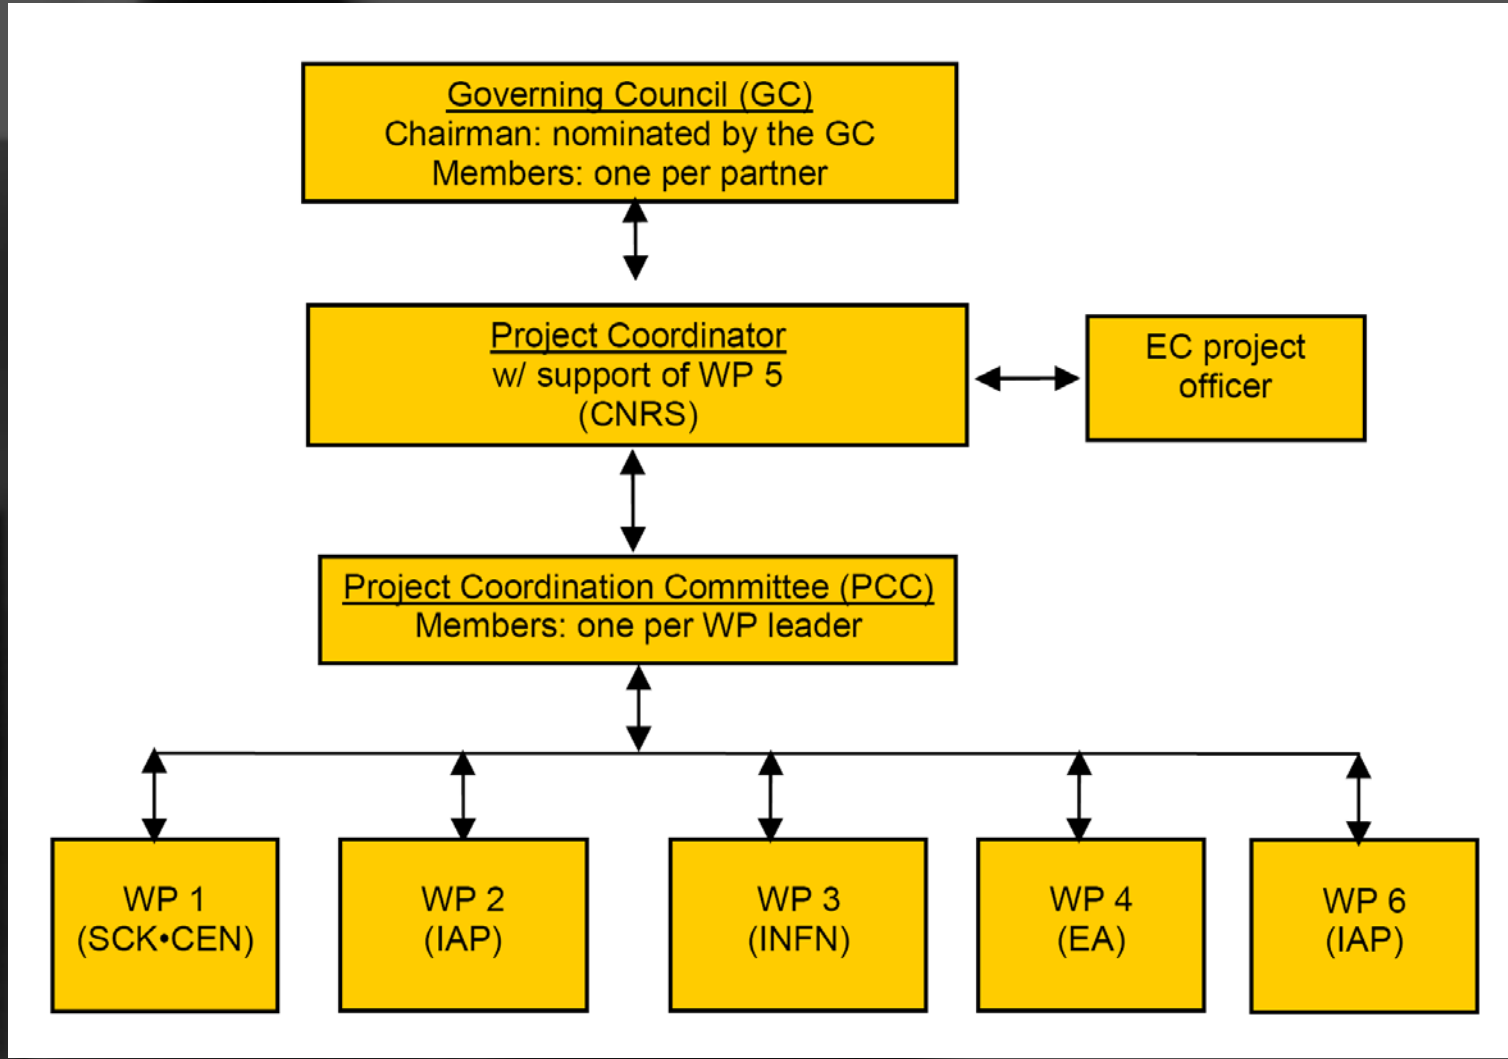 Governing Council (GC)
Chairman: nominated by the GC
Members: one per partner
Project Coordinator
w/ support of WP 5
(CNRS)
EC project
officer
Project Coordination Committee (PCC)
Members: one per WP leader
WP 1
(SCK•CEN)
WP 2
(IAP)
WP 3
(INFN)
WP 4
(EA)
WP 6
(IAP)